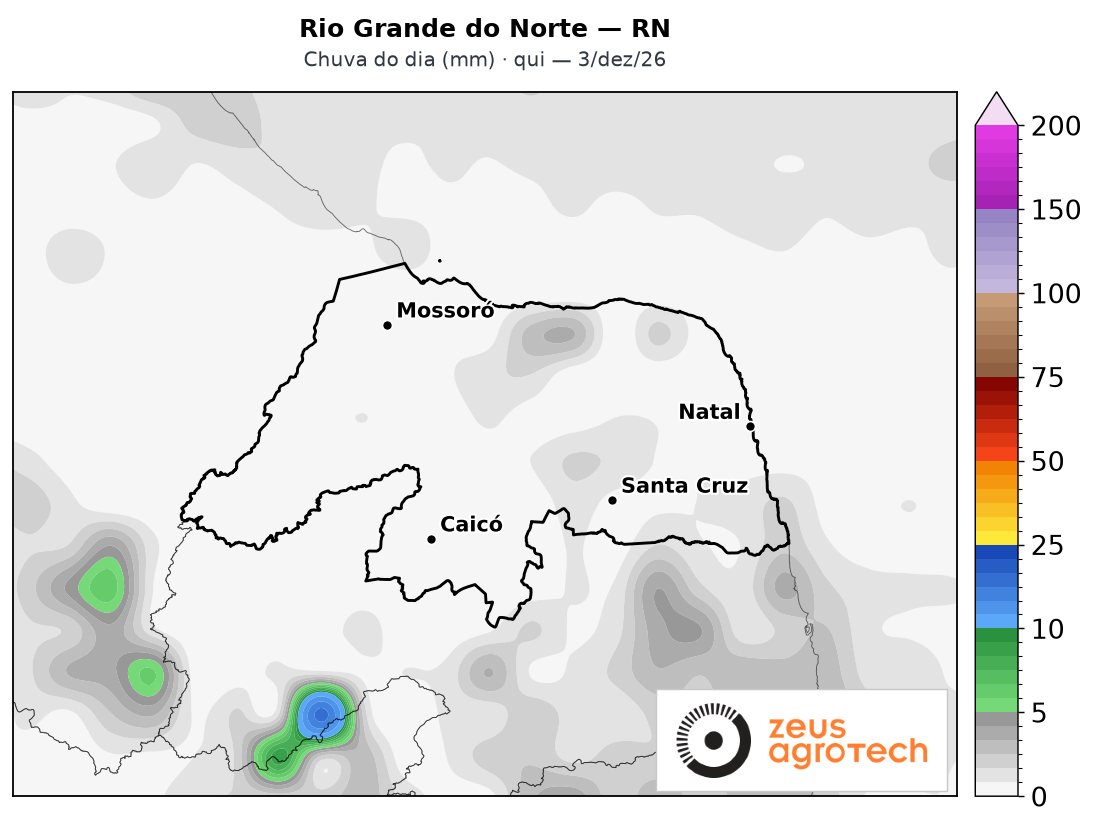 Rio Grande do Norte — RN
Chuva do dia (mm) · qui — 3/dez/26
Mossoró
Natal
Santa Cruz
Caicó
200
150
100
75
50
25
10
5
0
zeus
agrotech